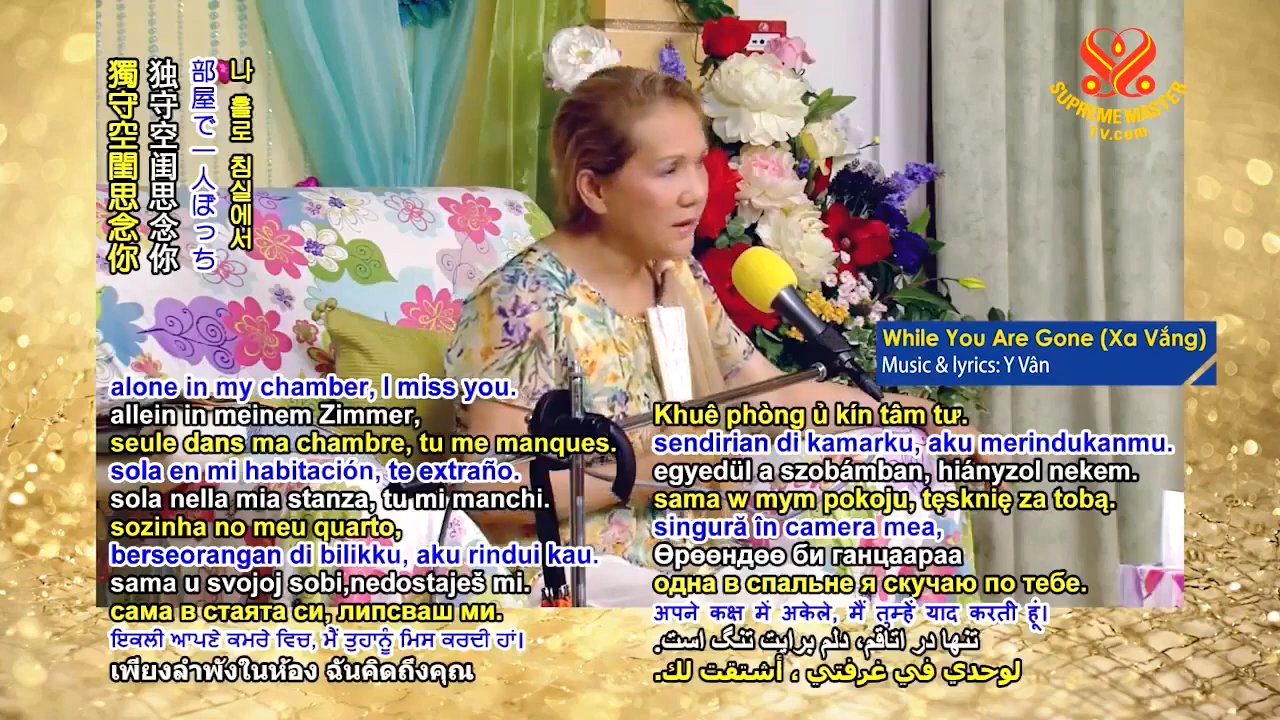 獨守空閨思念你
独守空闺思念你
部屋で一人ぼっち
나 홀로 침실에서
SUPREME MASTER
TV.com
While You Are Gone (Xa Vắng)
Music & lyrics: Y Vân
alone in my chamber, I miss you.
allein in meinem Zimmer,
seule dans ma chambre, tu me manques.
sola en mi habitación, te extraño.
sola nella mia stanza, tu mi manchi.
sozinha no meu quarto,
berseorangan di bilikku, aku rindui kau.
sama u svojoj sobi,nedostaješ mi.
сама в стаята си, липсваш ми.
ਇਕਲੀ ਆਪਣੇ ਕਮਰੇ ਵਿਚ, ਮੈਂ ਤੁਹਾਨੂੰ ਮਿਸ ਕਰਦੀ ਹਾਂ।
เพียงลำพังในห้อง ฉันคิดถึงคุณ
Khuê phòng ủ kín tâm tư.
sendirian di kamarku, aku merindukanmu.
egyedül a szobámban, hiányzol nekem.
sama w mym pokoju, tęsknię za tobą.
singură în camera mea,
Өрөөндөө би ганцаараа
одна в спальне я скучаю по тебе.
अपने कक्ष में अकेले, मैं तुम्हें याद करती हूं।
تنها در اتاقم، دلم برایت تنگ است.
لوحدي في غرفتي ، أشتقت لك.